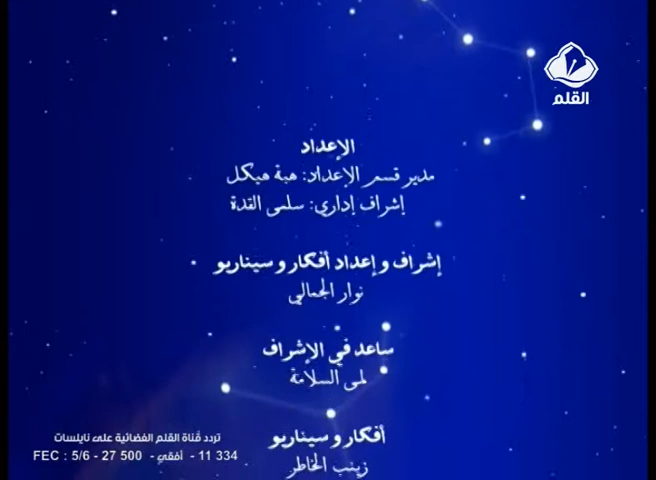 القلم
الإعداد
مدير قسم الإعداد: هبة هيكل
إشراف إداري: سلمى القدة
إشراف و إعداد أفكار و سيناريو
نوار الجمالي
ساعد في الإشراف
لمى السلامة
أفكار و سيناريو
زينب الخاطر
تردد قناة القلم الفضائية على نايلسات
11 334 - أفقي - 27 500 - FEC : 5/6